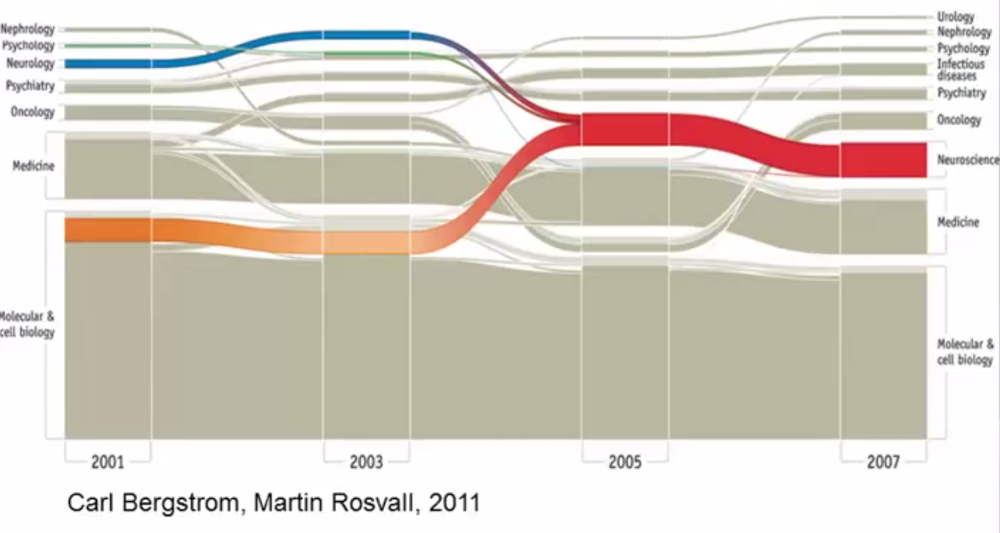 Nephrology
Psychology
Neurology
Psychiatry
Oncology
Medicine
Molecular &
cell biology
Urology
Nephrology
Psychology
Infectious
diseases
Psychiatry
Oncology
Neuroscience
Medicine
Molecular &
cell biology
2001
2003
2005
2007
Carl Bergstrom, Martin Rosvall, 2011